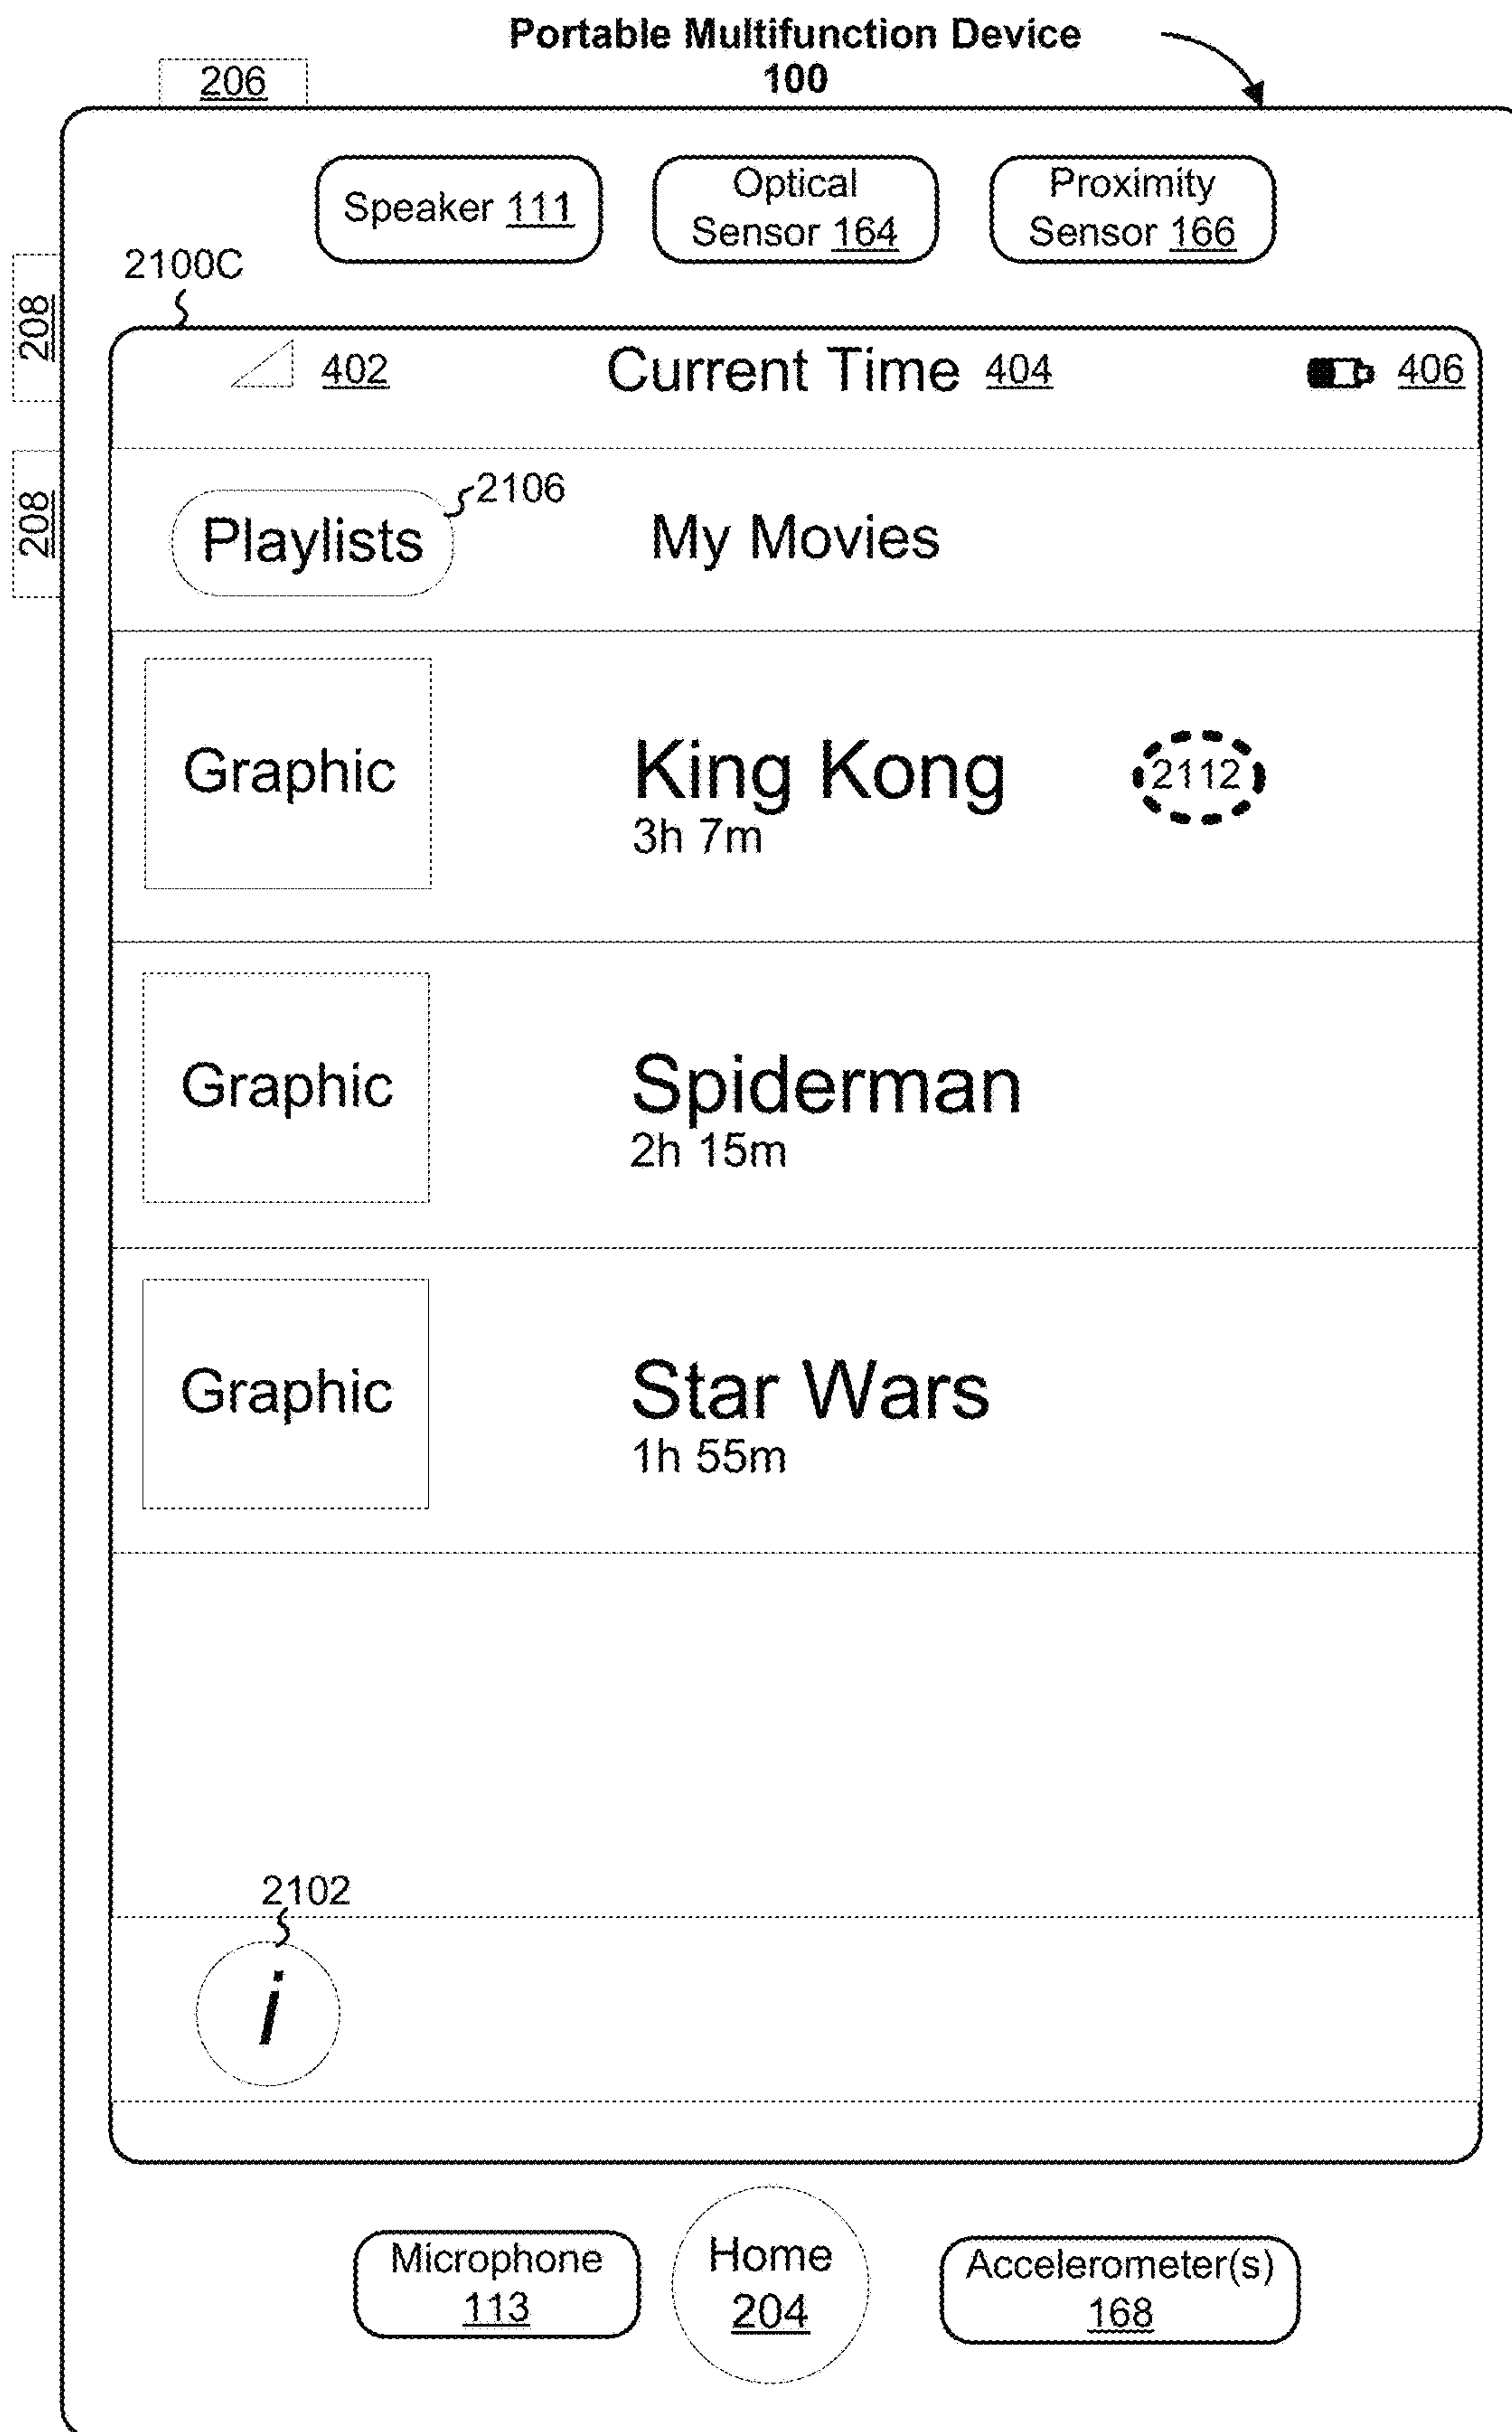 Portable Multifunction Device
100
206
Speaker 111
Optical
Sensor 164
Proximity
Sensor 166
2100C
208
402
Current Time 404
406
208
Playlists
2106
My Movies
Graphic
King Kong
3h 7m
2112
Graphic
Spiderman
2h 15m
Graphic
Star Wars
1h 55m
2102
i
Microphone
113
Home
204
Accelerometer(s)
168